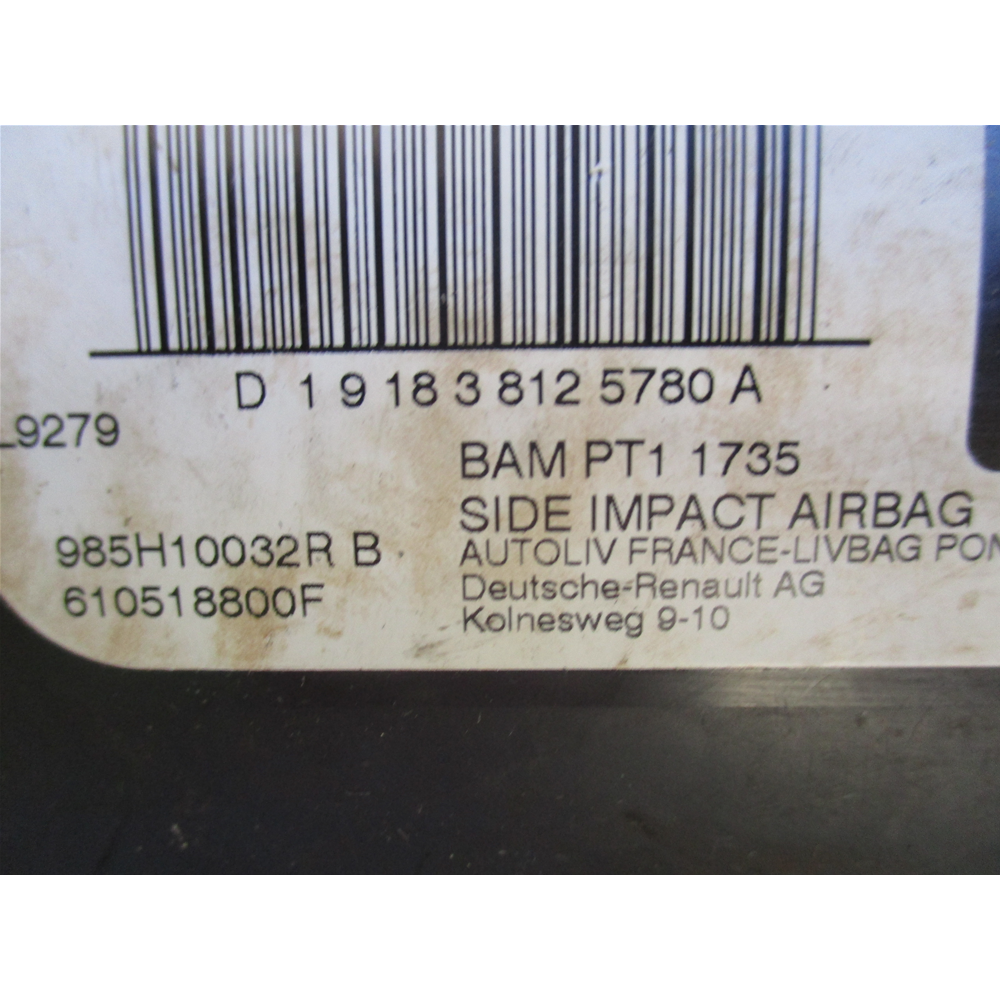 D 1 9 18 3 812 5780 A
L9279
BAM PT1 1735
SIDE IMPACT AIRBAG
985H10032R B
AUTOLIV FRANCE-LIVBAG PON
610518800F
Deutsche-Renault AG
Kolnesweg 9-10